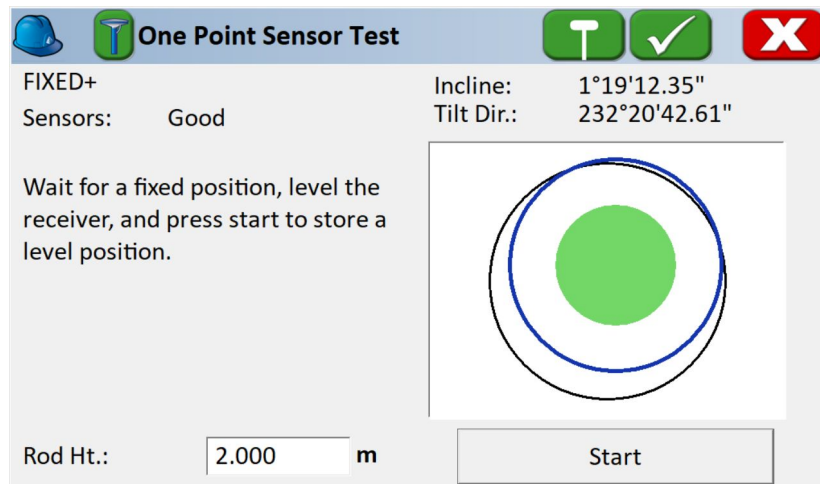 One Point Sensor Test
FIXED+
Sensors: Good
Incline: 1°19'12.35"
Tilt Dir.: 232°20'42.61"
Wait for a fixed position, level the
receiver, and press start to store a
level position.
Rod Ht.: 2.000 m
Start